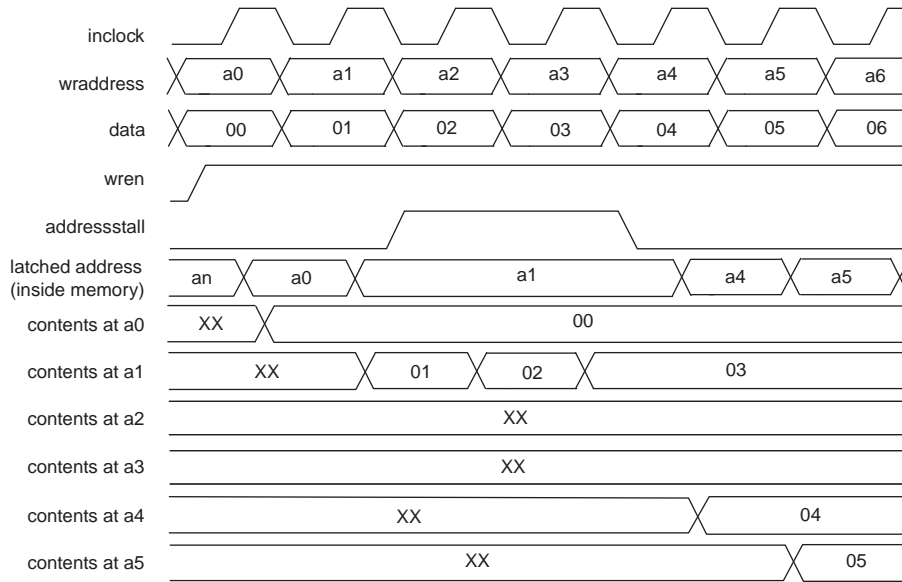 inclock
wraddress a0 a1 a2 a3 a4 a5 a6
data 00 01 02 03 04 05 06
wren
addressstall
latched address
(inside memory) an a0 a1 a4 a5
contents at a0 XX 00
contents at a1 XX 01 02 03
contents at a2 XX
contents at a3 XX
contents at a4 XX 04
contents at a5 XX 05